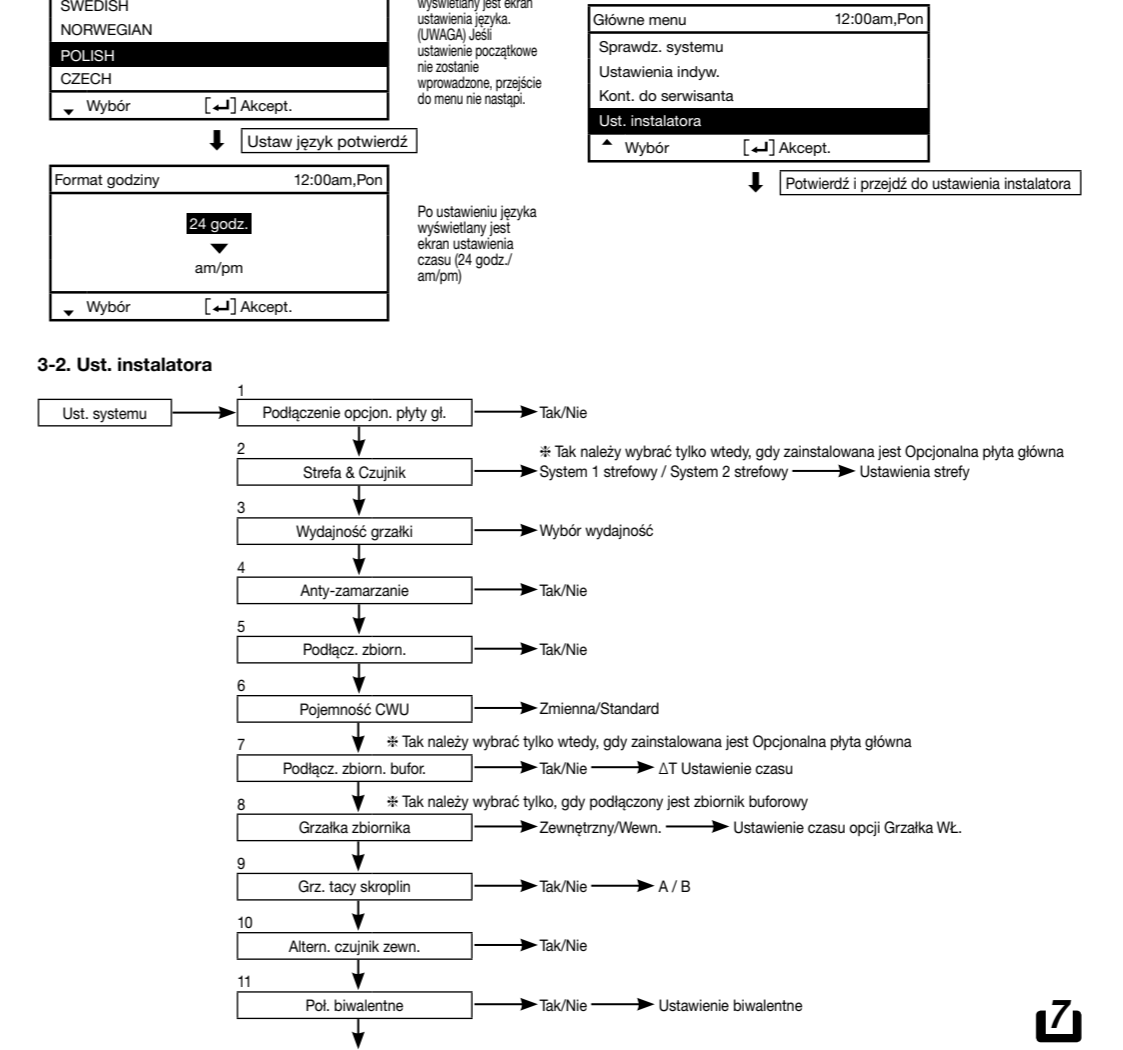 SWEDISH
NORWEGIAN
POLISH
CZECH
Wybór [↵] Akcept.
wyświetlany jest ekran
ustawienia języka.
(UWAGA) Jeśli
ustawienie początkowe
nie zostanie
wprowadzone, przejście
do menu nie nastąpi.
Ustaw język potwierdź
Format godziny 12:00am,Pon
24 godz.
am/pm
Wybór [↵] Akcept.
Po ustawieniu języka
wyświetlany jest
ekran ustawienia
czasu (24 godz./
am/pm)
Główne menu 12:00am,Pon
Sprawdz. systemu
Ustawienia indyw.
Kont. do serwisanta
Ust. instalatora
Wybór [↵] Akcept.
Potwierdź i przejdź do ustawienia instalatora
3-2. Ust. instalatora
Ust. systemu
1
Podłączenie opcjon. płyty gł. Tak/Nie
2
⁜ Tak należy wybrać tylko wtedy, gdy zainstalowana jest Opcjonalna płyta główna
Strefa & Czujnik System 1 strefowy / System 2 strefowy Ustawienia strefy
3
Wydajność grzałki Wybór wydajność
4
Anty-zamarzanie Tak/Nie
5
Podłącz. zbiorn. Tak/Nie
6
Pojemność CWU Zmienna/Standard
7
⁜ Tak należy wybrać tylko wtedy, gdy zainstalowana jest Opcjonalna płyta główna
Podłącz. zbiorn. bufor. Tak/Nie ΔT Ustawienie czasu
8
⁜ Tak należy wybrać tylko, gdy podłączony jest zbiornik buforowy
Grzałka zbiornika Zewnętrzny/Wewn. Ustawienie czasu opcji Grzałka WŁ.
9
Grz. tacy skroplin Tak/Nie A / B
10
Altern. czujnik zewn. Tak/Nie
11
Poł. biwalentne Tak/Nie Ustawienie biwalentne
7